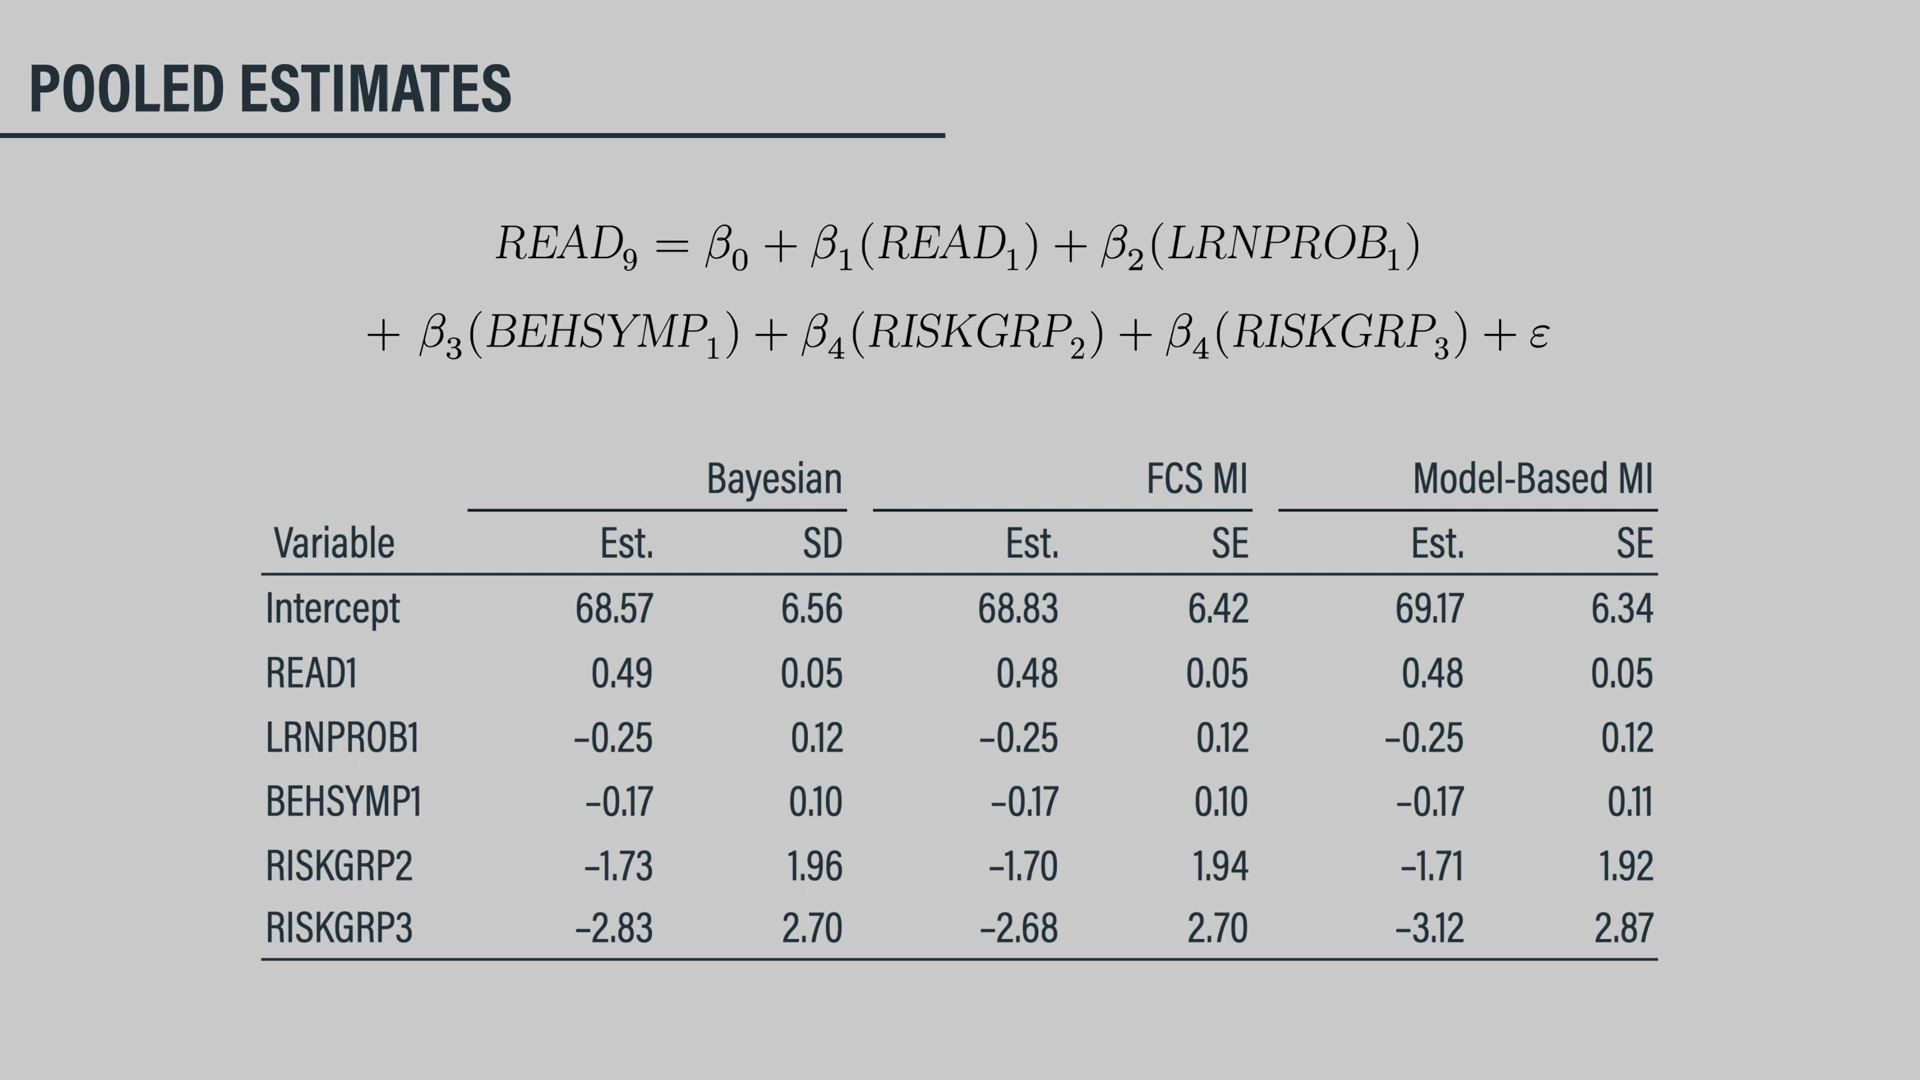 POOLED ESTIMATES
READ₉ = β₀ + β₁(READ₁) + β₂(LRNPROB₁)
+ β₃(BEHSYMP₁) + β₄(RISKGRP₂) + β₄(RISKGRP₃) + ε
Bayesian FCS MI Model-Based MI
Variable Est. SD Est. SE Est. SE
Intercept 68.57 6.56 68.83 6.42 69.17 6.34
READ1 0.49 0.05 0.48 0.05 0.48 0.05
LRNPROB1 –0.25 0.12 –0.25 0.12 –0.25 0.12
BEHSYMP1 –0.17 0.10 –0.17 0.10 –0.17 0.11
RISKGRP2 –1.73 1.96 –1.70 1.94 –1.71 1.92
RISKGRP3 –2.83 2.70 –2.68 2.70 –3.12 2.87